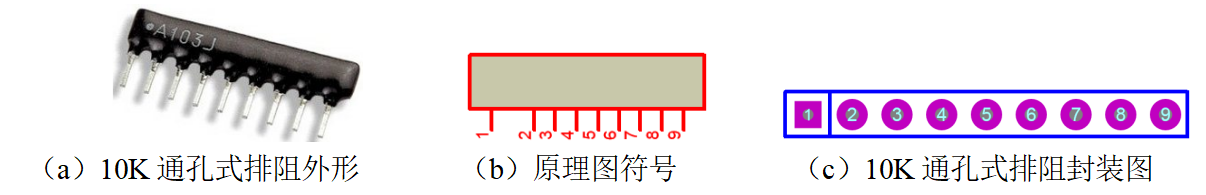 A103J
1 2 3 4 5 6 7 8 9
1 2 3 4 5 6 7 8 9
（a）10K 通孔式排阻外形
（b）原理图符号
（c）10K 通孔式排阻封装图